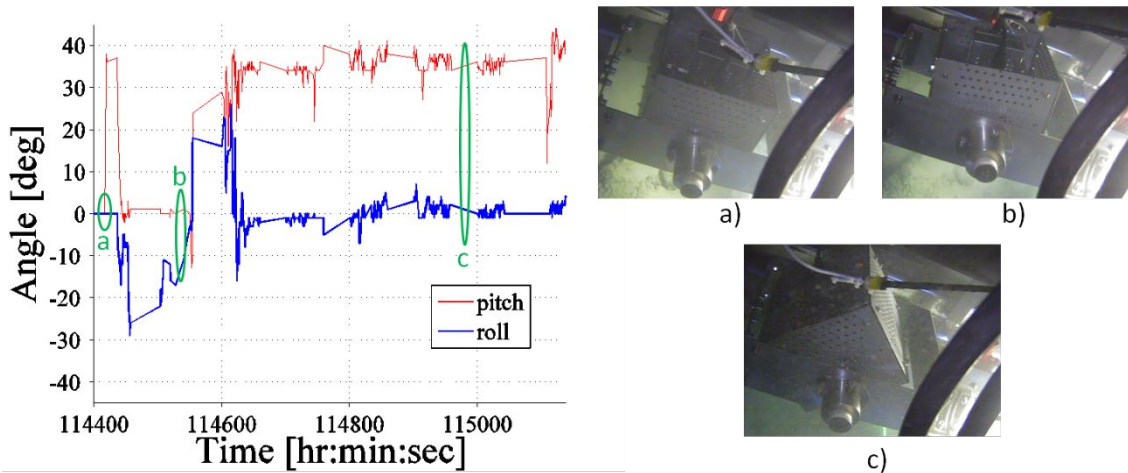 40
30
20
10
0
-10
-20
-30
-40
Angle [deg]
a
b
c
pitch
roll
114400
114600
114800
115000
Time [hr:min:sec]
a)
b)
c)